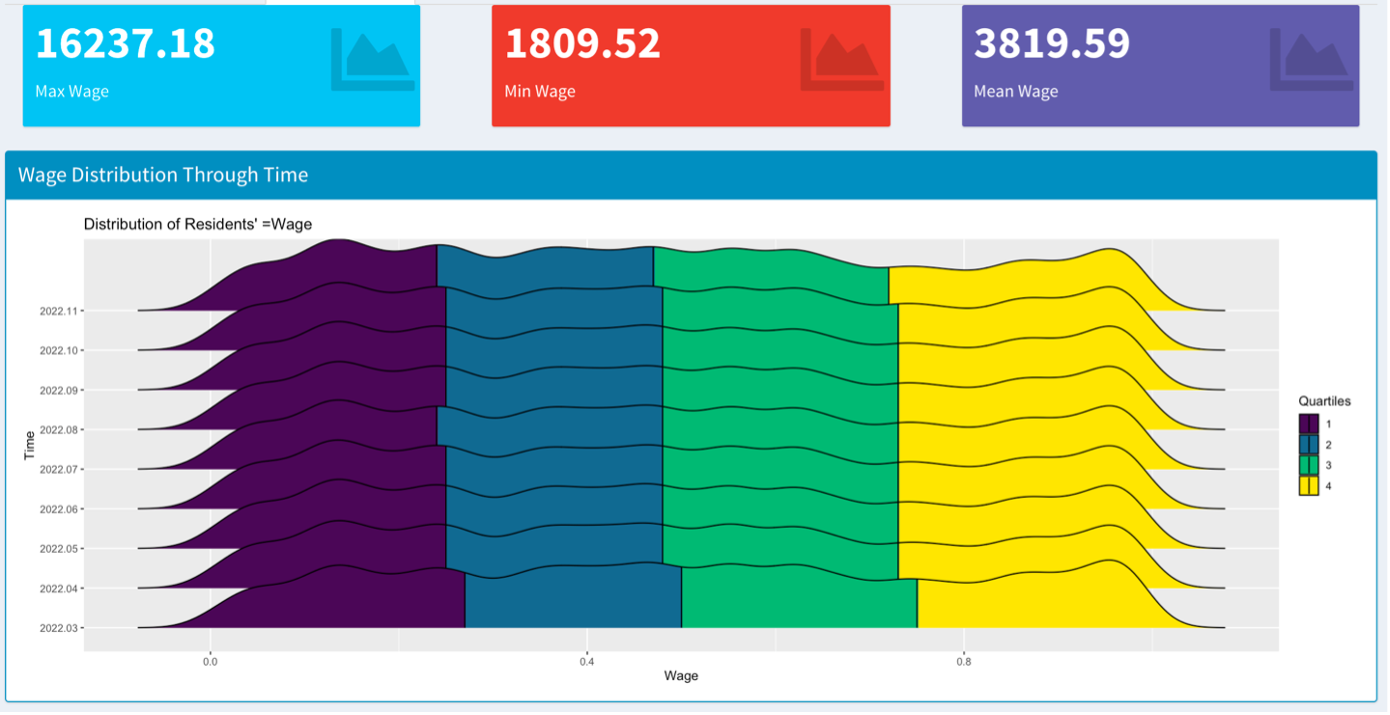 16237.18
Max Wage
1809.52
Min Wage
3819.59
Mean Wage
Wage Distribution Through Time
Distribution of Residents' =Wage
2022.11
2022.10
2022.09
2022.08
2022.07
2022.06
2022.05
2022.04
2022.03
Time
0.0
0.4
0.8
Wage
Quartiles
1
2
3
4